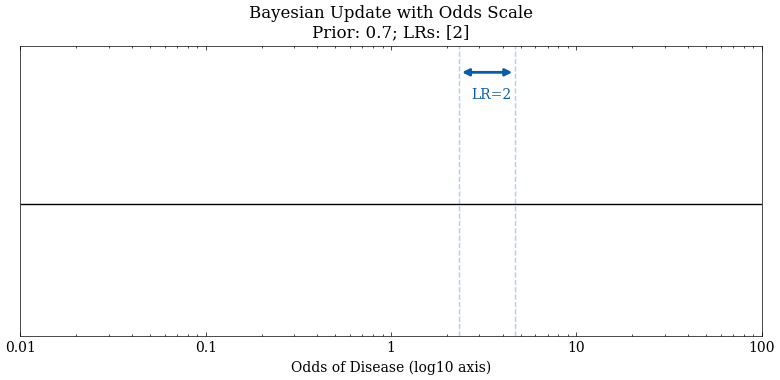 Bayesian Update with Odds Scale
Prior: 0.7; LRs: [2]
LR=2
0.01 0.1 1 10 100
Odds of Disease (log10 axis)